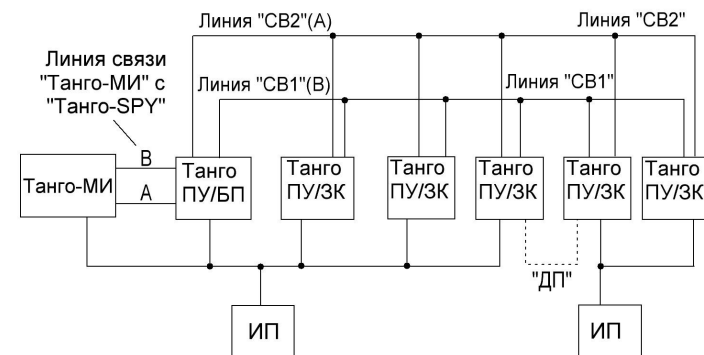 Линия "СВ2"(А)
Линия "СВ2"
Линия связи
"Танго-МИ" с
"Танго-SPY"
Линия "СВ1"(В)
Линия "СВ1"
В
А
Танго-МИ
Танго
ПУ/БП
Танго
ПУ/ЗК
Танго
ПУ/ЗК
Танго
ПУ/ЗК
Танго
ПУ/ЗК
Танго
ПУ/ЗК
"ДП"
ИП
ИП